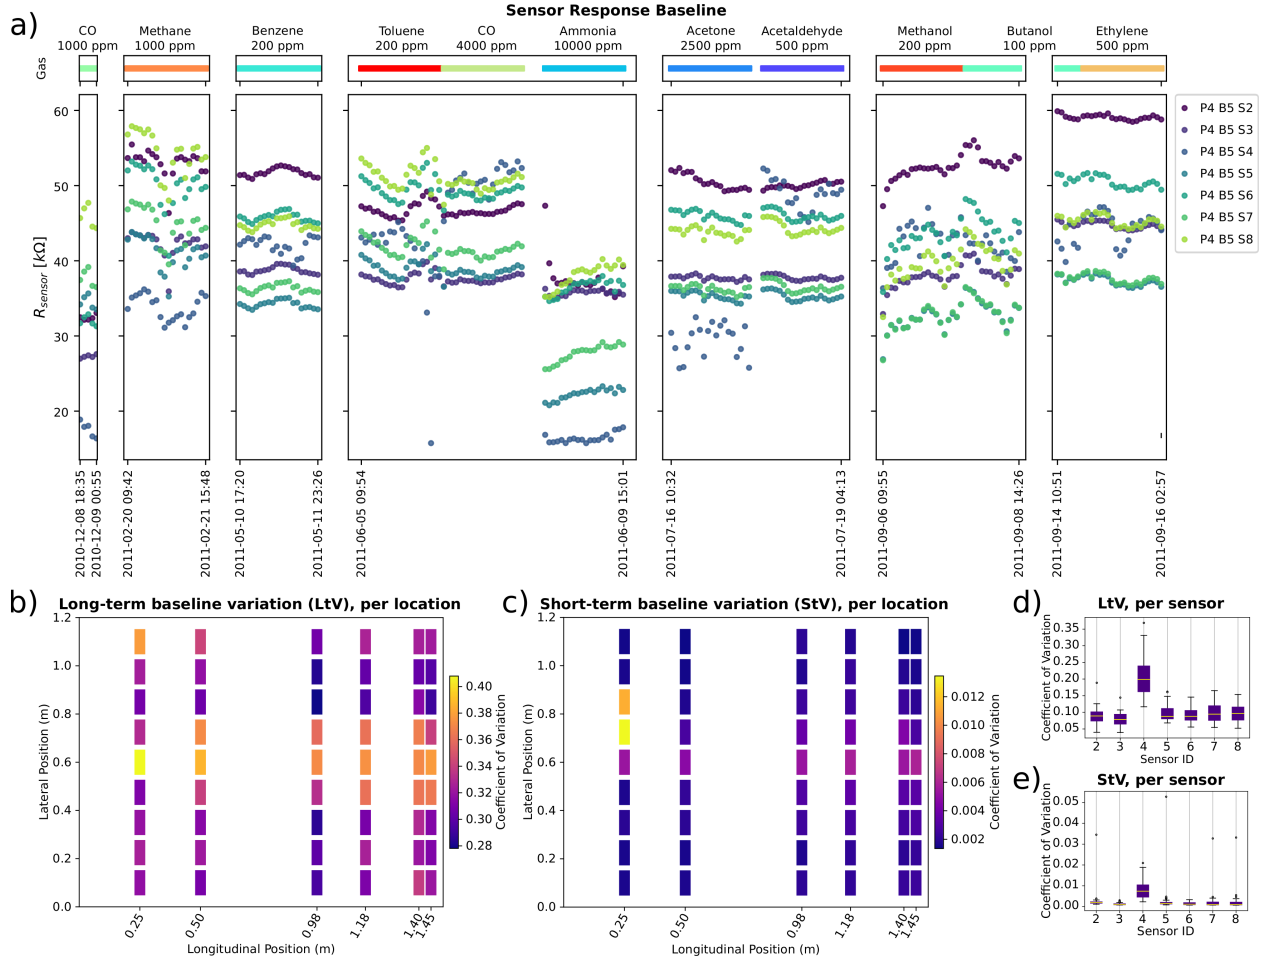 a)
Sensor Response Baseline
CO
1000 ppm
Methane
1000 ppm
Benzene
200 ppm
Toluene
200 ppm
CO
4000 ppm
Ammonia
10000 ppm
Acetone
2500 ppm
Acetaldehyde
500 ppm
Methanol
200 ppm
Butanol
100 ppm
Ethylene
500 ppm
Gas
R_sensor [kΩ]
60
50
40
30
20
P4 B5 S2
P4 B5 S3
P4 B5 S4
P4 B5 S5
P4 B5 S6
P4 B5 S7
P4 B5 S8
2010-12-08 18:35
2010-12-09 00:55
2011-02-20 09:42
2011-02-21 15:48
2011-05-10 17:20
2011-05-11 23:26
2011-06-05 09:54
2011-06-09 15:01
2011-07-16 10:32
2011-07-19 04:13
2011-09-06 09:55
2011-09-08 14:26
2011-09-14 10:51
2011-09-16 02:57
b)
Long-term baseline variation (LtV), per location
Lateral Position (m)
1.2
1.0
0.8
0.6
0.4
0.2
0.0
0.25
0.50
0.98
1.18
1.40
1.45
Longitudinal Position (m)
0.40
0.38
0.36
0.34
0.32
0.30
0.28
Coefficient of Variation
c)
Short-term baseline variation (StV), per location
Lateral Position (m)
1.2
1.0
0.8
0.6
0.4
0.2
0.0
0.25
0.50
0.98
1.18
1.40
1.45
Longitudinal Position (m)
0.012
0.010
0.008
0.006
0.004
0.002
Coefficient of Variation
d)
LtV, per sensor
Coefficient of Variation
0.35
0.30
0.25
0.20
0.15
0.10
0.05
2 3 4 5 6 7 8
Sensor ID
e)
StV, per sensor
Coefficient of Variation
0.05
0.04
0.03
0.02
0.01
0.00
2 3 4 5 6 7 8
Sensor ID